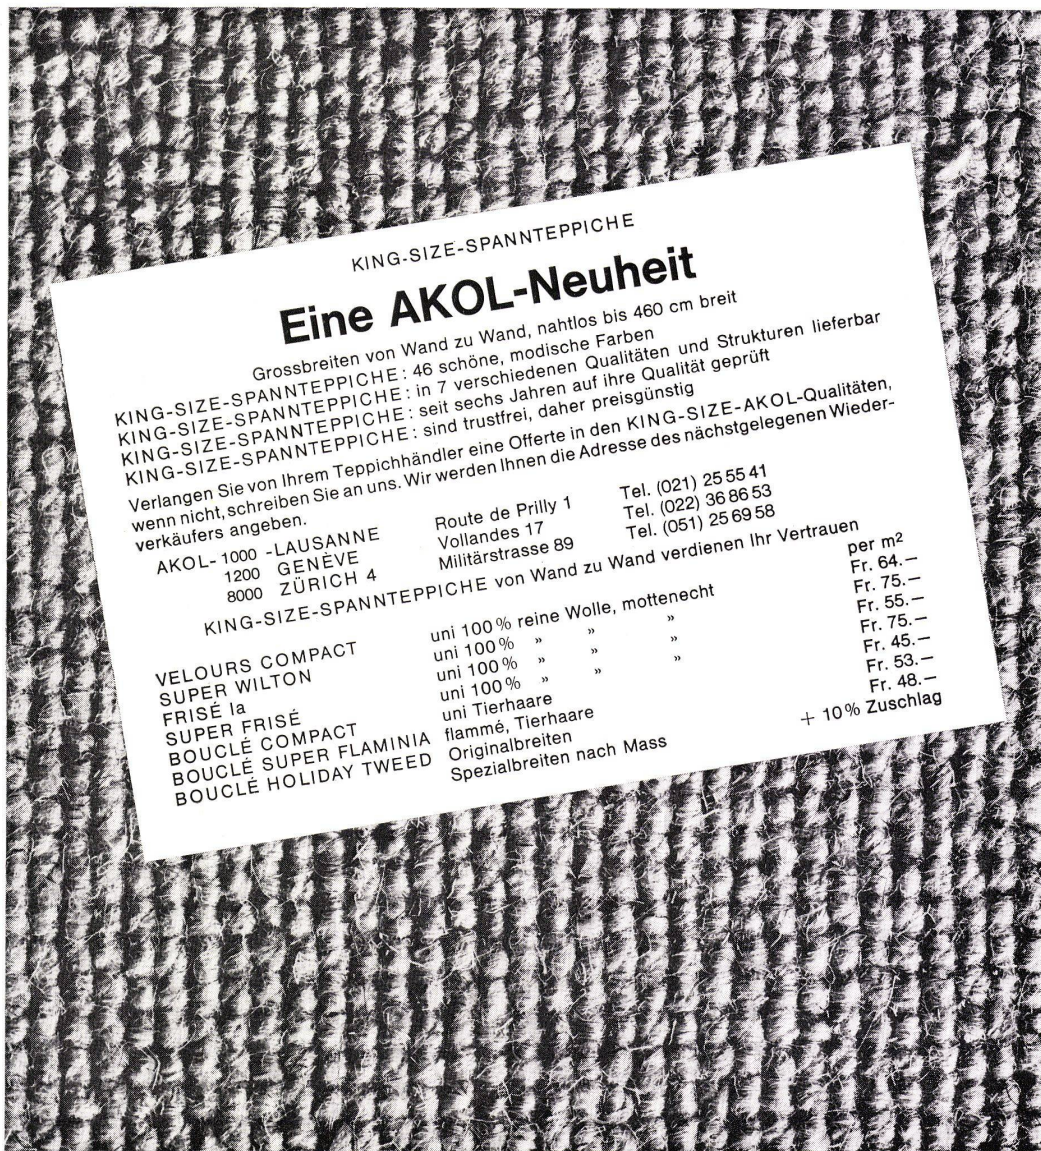 KING-SIZE-SPANNTEPPICHE
Eine AKOL-Neuheit
Grossbreiten von Wand zu Wand, nahtlos bis 460 cm breit
KING-SIZE-SPANNTEPPICHE: 46 schöne, modische Farben
KING-SIZE-SPANNTEPPICHE: in 7 verschiedenen Qualitäten und Strukturen lieferbar
KING-SIZE-SPANNTEPPICHE: seit sechs Jahren auf ihre Qualität geprüft
KING-SIZE-SPANNTEPPICHE: sind trustfrei, daher preisgünstig
Verlangen Sie von Ihrem Teppichhändler eine Offerte in den KING-SIZE-AKOL-Qualitäten,
wenn nicht, schreiben Sie an uns. Wir werden Ihnen die Adresse des nächstgelegenen Wieder-
verkäufers angeben.
AKOL- 1000 -LAUSANNE Route de Prilly 1 Tel. (021) 25 55 41
1200 GENÈVE Vollandes 17 Tel. (022) 36 86 53
8000 ZÜRICH 4 Militärstrasse 89 Tel. (051) 25 69 58
KING-SIZE-SPANNTEPPICHE von Wand zu Wand verdienen Ihr Vertrauen
per m²
VELOURS COMPACT uni 100% reine Wolle, mottenecht Fr. 64.—
SUPER WILTON uni 100% » » » Fr. 75.—
FRISÉ Ia uni 100% » » » Fr. 55.—
SUPER FRISÉ uni 100% » » » Fr. 75.—
BOUCLÉ COMPACT uni Tierhaare Fr. 45.—
BOUCLÉ SUPER FLAMINIA flammé, Tierhaare Fr. 53.—
BOUCLÉ HOLIDAY TWEED Originalbreiten Fr. 48.—
Spezialbreiten nach Mass + 10% Zuschlag